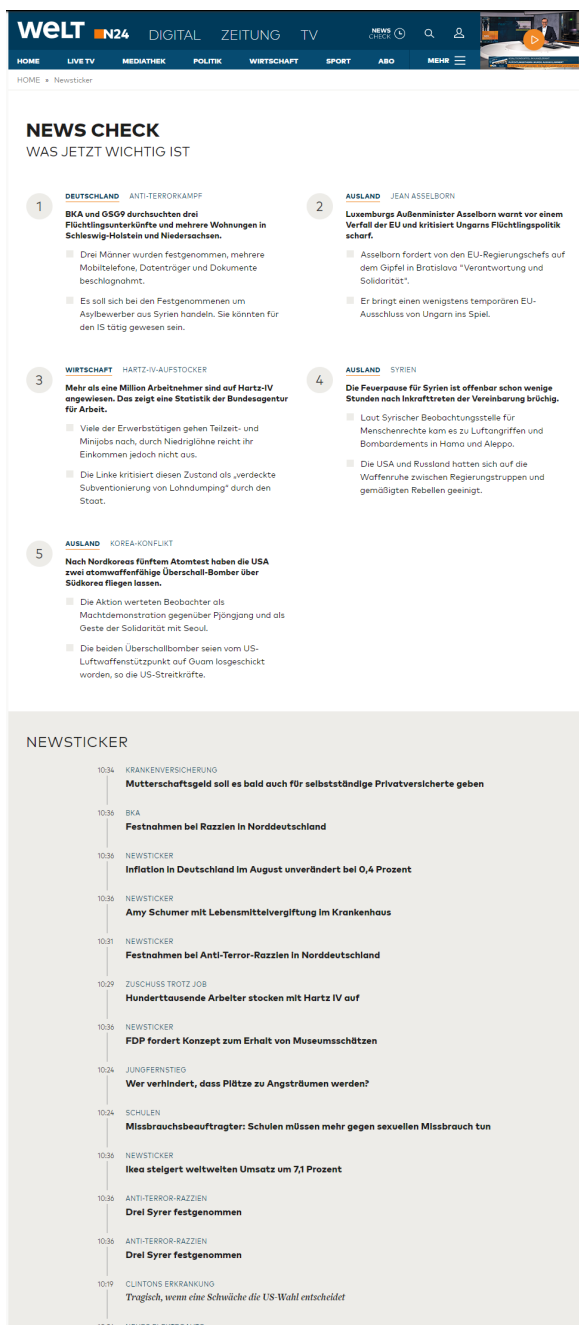 WELT N24 DIGITAL ZEITUNG TV NEWS CHECK
HOME LIVE TV MEDIATHEK POLITIK WIRTSCHAFT SPORT ABO MEHR
HOME » Newsticker
NEWS CHECK
WAS JETZT WICHTIG IST
1
DEUTSCHLAND ANTI-TERRORKAMPF
BKA und GSG9 durchsuchten drei
Flüchtlingsunterkünfte und mehrere Wohnungen in
Schleswig-Holstein und Niedersachsen.
Drei Männer wurden festgenommen, mehrere
Mobiltelefone, Datenträger und Dokumente
beschlagnahmt.
Es soll sich bei den Festgenommenen um
Asylbewerber aus Syrien handeln. Sie könnten für
den IS tätig gewesen sein.
2
AUSLAND JEAN ASSELBORN
Luxemburgs Außenminister Asselborn warnt vor einem
Verfall der EU und kritisiert Ungarns Flüchtlingspolitik
scharf.
Asselborn fordert von den EU-Regierungschefs auf
dem Gipfel in Bratislava "Verantwortung und
Solidarität".
Er bringt einen wenigstens temporären EU-
Ausschluss von Ungarn ins Spiel.
3
WIRTSCHAFT HARTZ-IV-AUFSTOCKER
Mehr als eine Million Arbeitnehmer sind auf Hartz-IV
angewiesen. Das zeigt eine Statistik der Bundesagentur
für Arbeit.
Viele der Erwerbstätigen gehen Teilzeit- und
Minijobs nach, durch Niedriglöhne reicht ihr
Einkommen jedoch nicht aus.
Die Linke kritisiert diesen Zustand als „verdeckte
Subventionierung von Lohndumping" durch den
Staat.
4
AUSLAND SYRIEN
Die Feuerpause für Syrien ist offenbar schon wenige
Stunden nach Inkrafttreten der Vereinbarung brüchig.
Laut Syrischer Beobachtungsstelle für
Menschenrechte kam es zu Luftangriffen und
Bombardements in Hama und Aleppo.
Die USA und Russland hatten sich auf die
Waffenruhe zwischen Regierungstruppen und
gemäßigten Rebellen geeinigt.
5
AUSLAND KOREA-KONFLIKT
Nach Nordkoreas fünftem Atomtest haben die USA
zwei atomwaffenfähige Überschall-Bomber über
Südkorea fliegen lassen.
Die Aktion werteten Beobachter als
Machtdemonstration gegenüber Pjöngjang und als
Geste der Solidarität mit Seoul.
Die beiden Überschallbomber seien vom US-
Luftwaffenstützpunkt auf Guam losgeschickt
worden, so die US-Streitkräfte.
NEWSTICKER
10:34 KRANKENVERSICHERUNG
Mutterschaftsgeld soll es bald auch für selbstständige Privatversicherte geben
10:36 BKA
Festnahmen bei Razzien in Norddeutschland
10:36 NEWSTICKER
Inflation in Deutschland im August unverändert bei 0,4 Prozent
10:36 NEWSTICKER
Amy Schumer mit Lebensmittelvergiftung im Krankenhaus
10:31 NEWSTICKER
Festnahmen bei Anti-Terror-Razzien in Norddeutschland
10:29 ZUSCHUSS TROTZ JOB
Hunderttausende Arbeiter stocken mit Hartz IV auf
10:36 NEWSTICKER
FDP fordert Konzept zum Erhalt von Museumsschätzen
10:24 JUNGFERNSTIEG
Wer verhindert, dass Plätze zu Angsträumen werden?
10:24 SCHULEN
Missbrauchsbeauftragter: Schulen müssen mehr gegen sexuellen Missbrauch tun
10:36 NEWSTICKER
Ikea steigert weltweiten Umsatz um 7,1 Prozent
10:36 ANTI-TERROR-RAZZIEN
Drei Syrer festgenommen
10:36 ANTI-TERROR-RAZZIEN
Drei Syrer festgenommen
10:19 CLINTONS ERKRANKUNG
Tragisch, wenn eine Schwäche die US-Wahl entscheidet